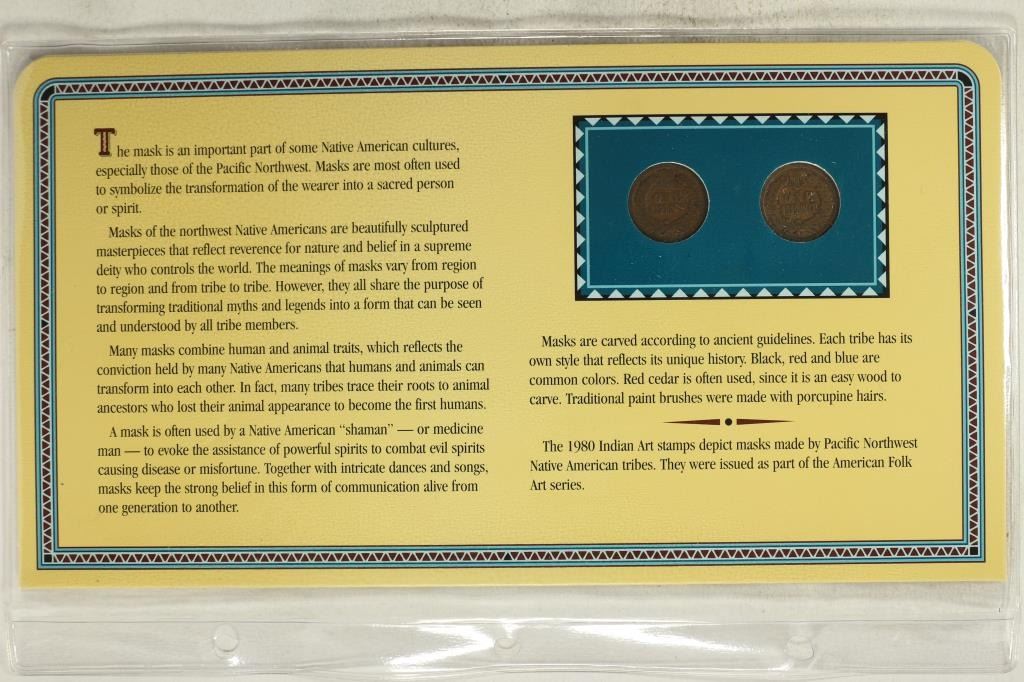 The mask is an important part of some Native American cultures,
especially those of the Pacific Northwest. Masks are most often used
to symbolize the transformation of the wearer into a sacred person
or spirit.
Masks of the northwest Native Americans are beautifully sculptured
masterpieces that reflect reverence for nature and belief in a supreme
deity who controls the world. The meanings of masks vary from region
to region and from tribe to tribe. However, they all share the purpose of
transforming traditional myths and legends into a form that can be seen
and understood by all tribe members.
Many masks combine human and animal traits, which reflects the
conviction held by many Native Americans that humans and animals can
transform into each other. In fact, many tribes trace their roots to animal
ancestors who lost their animal appearance to become the first humans.
A mask is often used by a Native American “shaman” — or medicine
man — to evoke the assistance of powerful spirits to combat evil spirits
causing disease or misfortune. Together with intricate dances and songs,
masks keep the strong belief in this form of communication alive from
one generation to another.
Masks are carved according to ancient guidelines. Each tribe has its
own style that reflects its unique history. Black, red and blue are
common colors. Red cedar is often used, since it is an easy wood to
carve. Traditional paint brushes were made with porcupine hairs.
The 1980 Indian Art stamps depict masks made by Pacific Northwest
Native American tribes. They were issued as part of the American Folk
Art series.